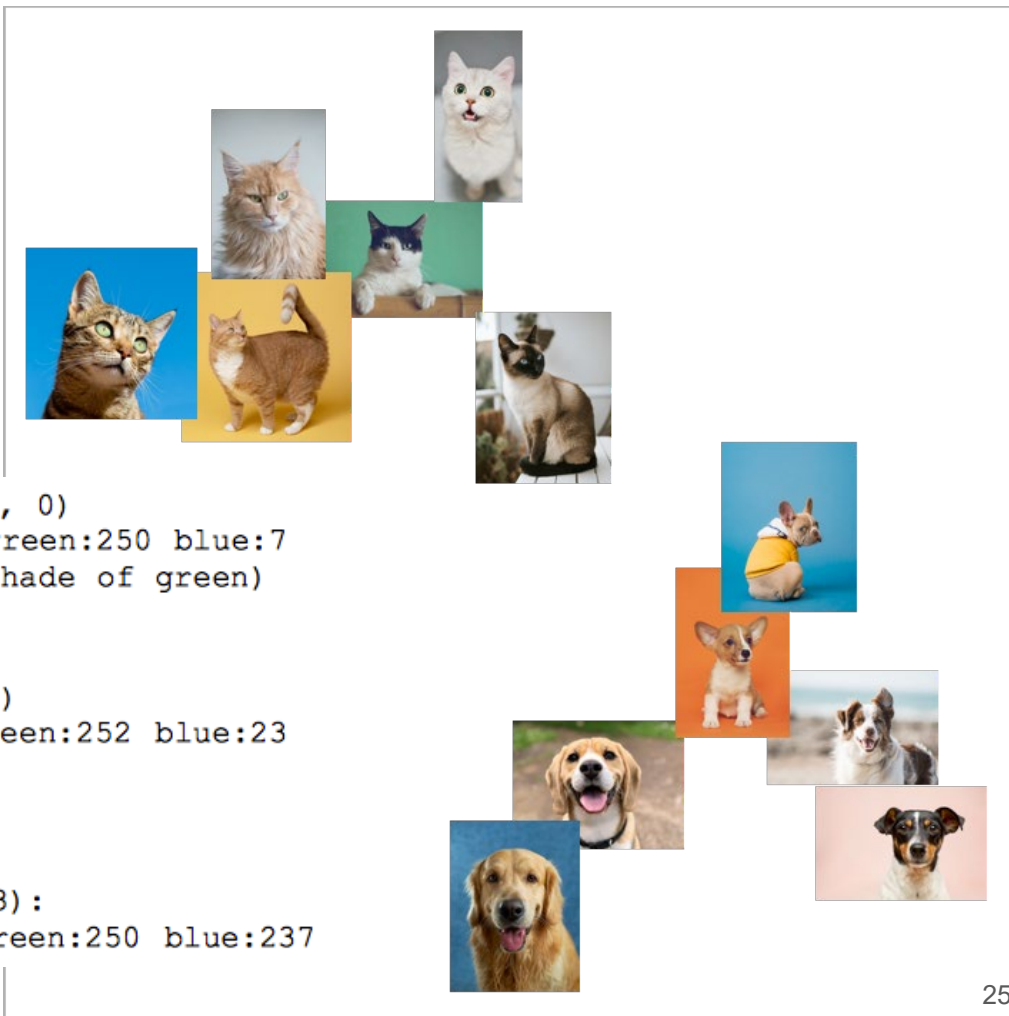 , 0)
reen:250 blue:7
hade of green)
)
een:252 blue:23
3):
reen:250 blue:237
25